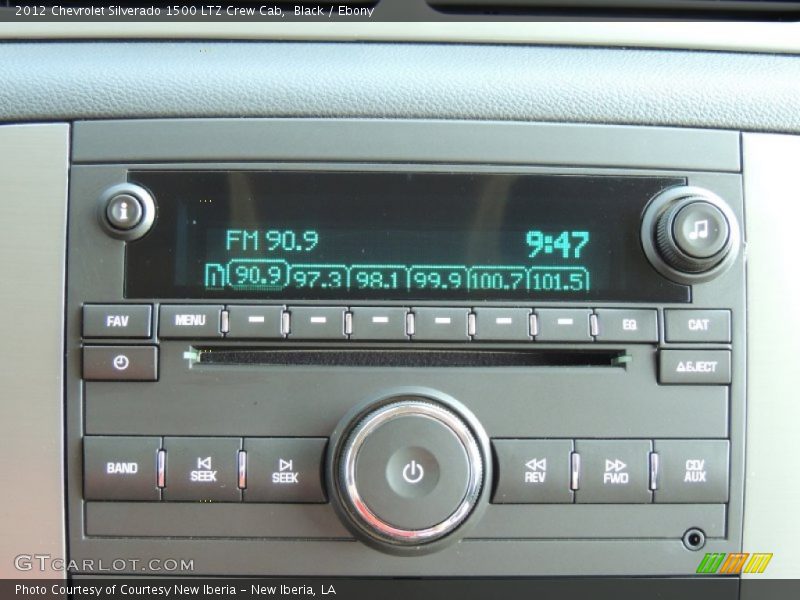 2012 Chevrolet Silverado 1500 LTZ Crew Cab, Black / Ebony
i
FM 90.9 9:47
90.9 97.3 98.1 99.9 100.7 101.5
FAV MENU EQ CAT
EJECT
BAND SEEK SEEK REV FWD CD/AUX
GTCARLOT.COM
Photo Courtesy of Courtesy New Iberia - New Iberia, LA